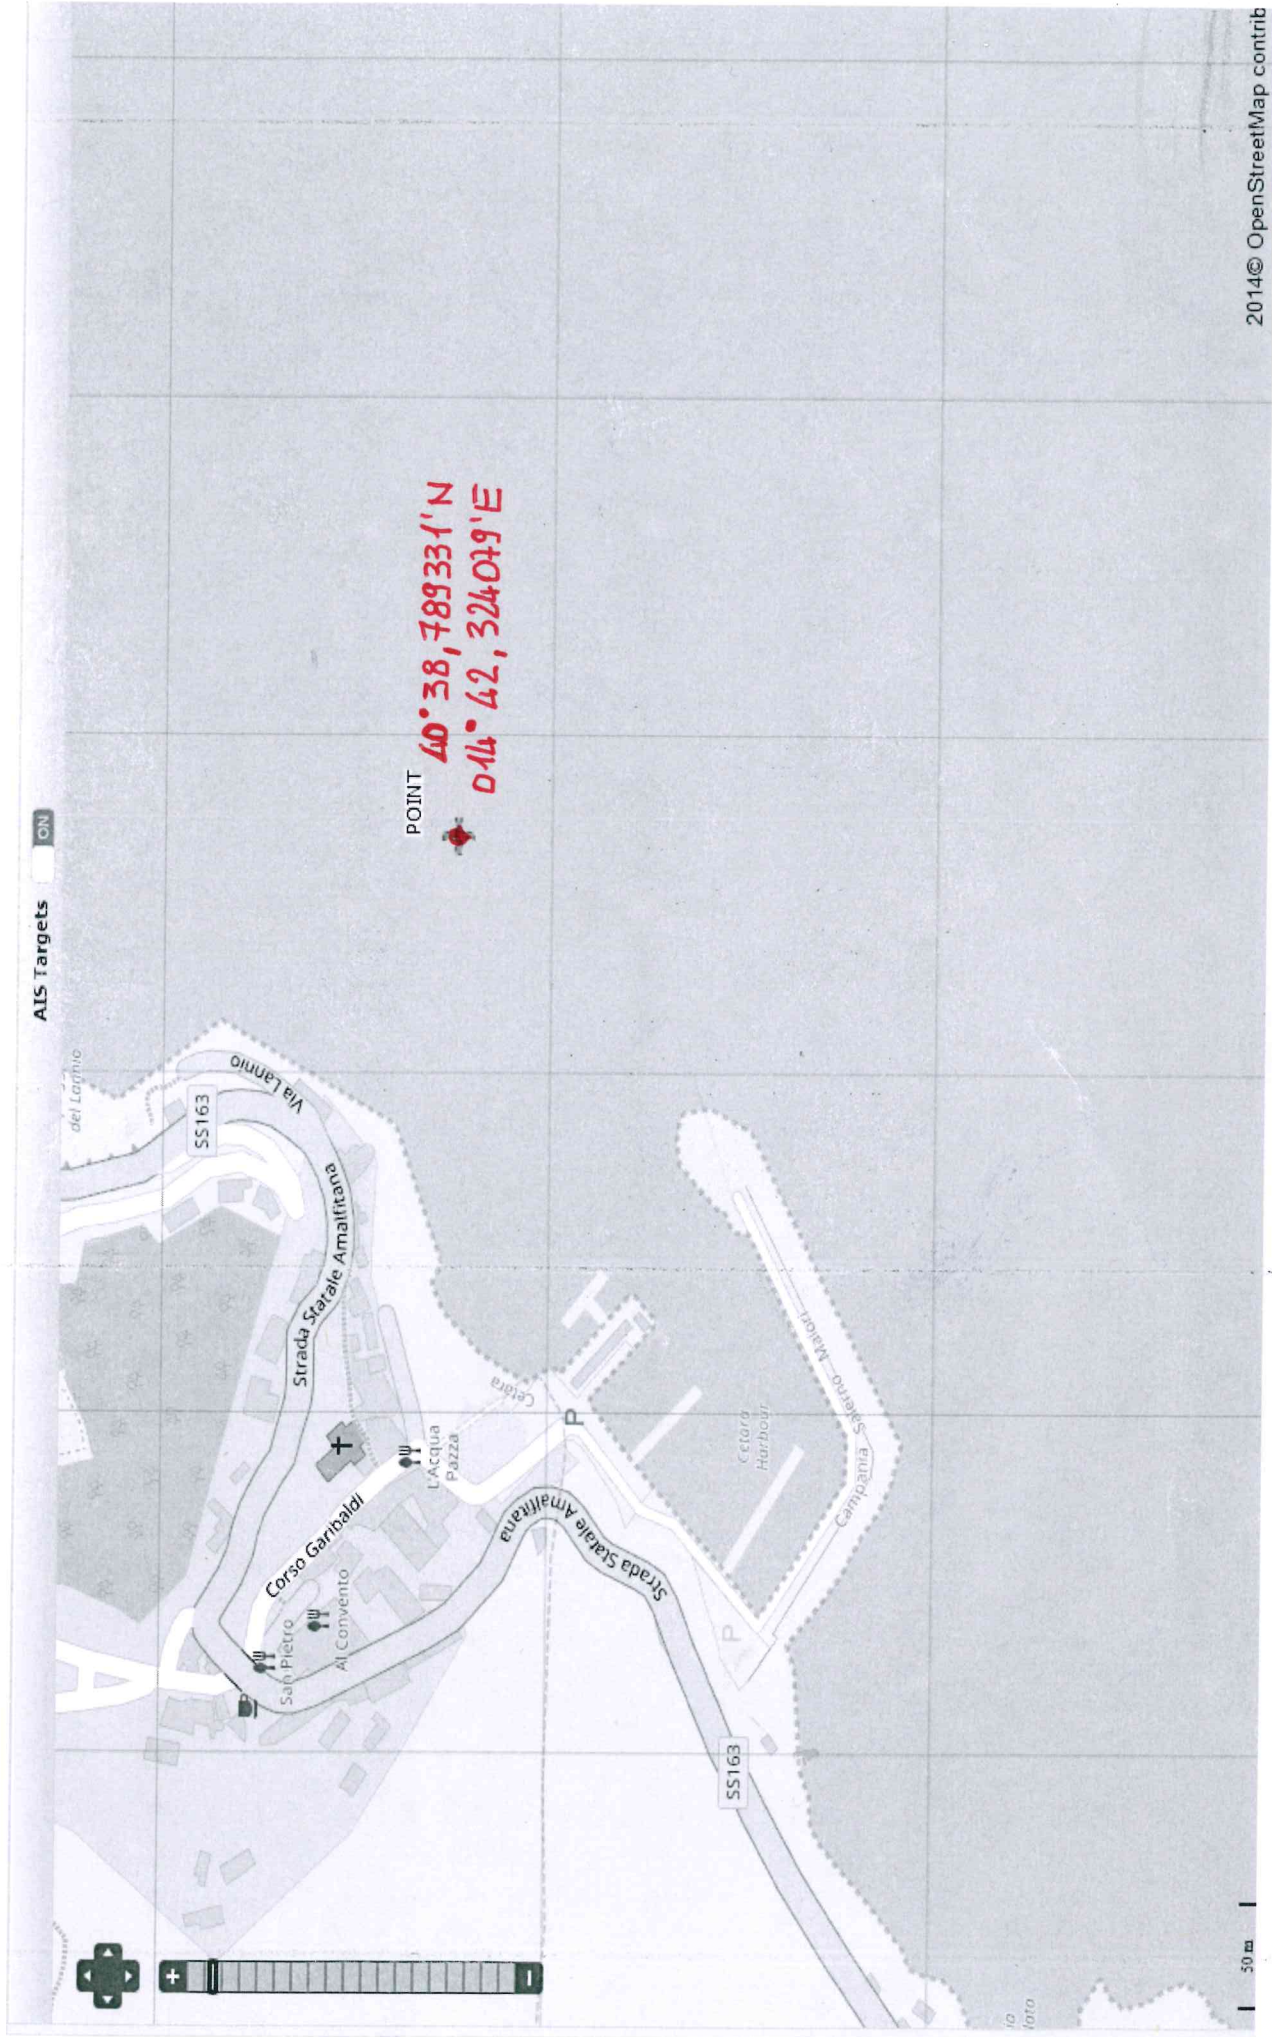 AIS Targets ON
del Lannio
SS163
Via Lannio
Strada Statale Amalfitana
POINT
40° 38,789331' N
014° 42,324079' E
Corso Garibaldi
L'Acqua
Pazza
San Pietro
Al Convento
Cetara
P
Strada Statale Amalfitana
Cetara
Harbour
Campania
Salerno
Maiori
P
SS163
+
-
50 m
2014© OpenStreetMap contrib